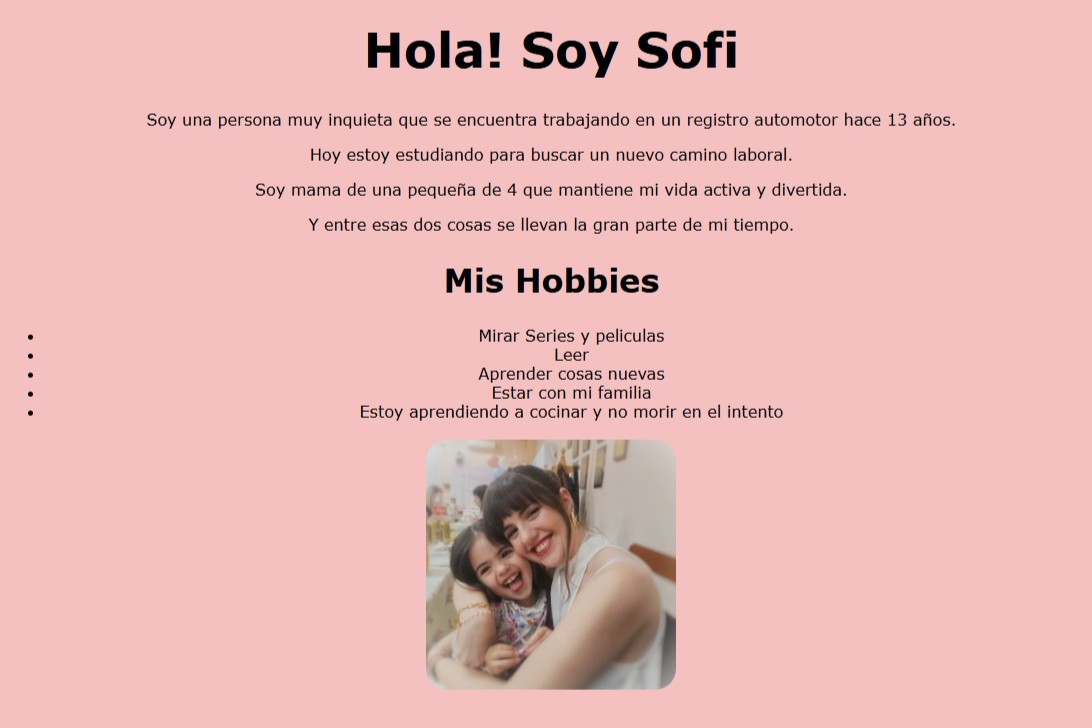 Hola! Soy Sofi
Soy una persona muy inquieta que se encuentra trabajando en un registro automotor hace 13 años.
Hoy estoy estudiando para buscar un nuevo camino laboral.
Soy mama de una pequeña de 4 que mantiene mi vida activa y divertida.
Y entre esas dos cosas se llevan la gran parte de mi tiempo.
Mis Hobbies
• Mirar Series y peliculas
• Leer
• Aprender cosas nuevas
• Estar con mi familia
• Estoy aprendiendo a cocinar y no morir en el intento